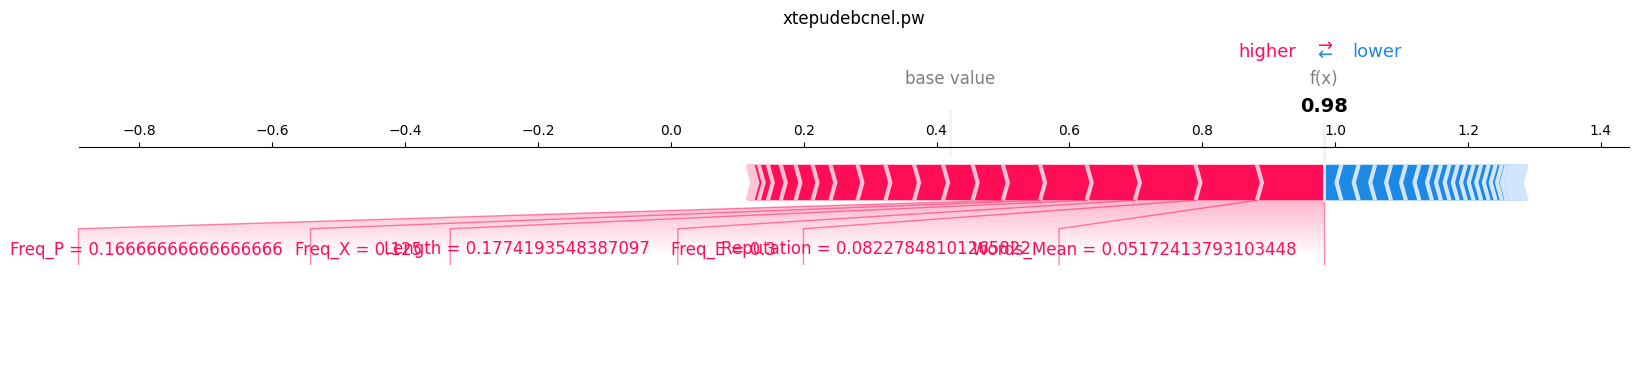 xtepudebcnel.pw
higher ⇄ lower
base value f(x)
0.98
−0.8 −0.6 −0.4 −0.2 0.0 0.2 0.4 0.6 0.8 1.0 1.2 1.4
Freq_P = 0.16666666666666666 Freq_X = 0.125 Length = 0.1774193548387097 Freq_E = 0.3 Reputation = 0.08227848101265822 Words_Mean = 0.05172413793103448